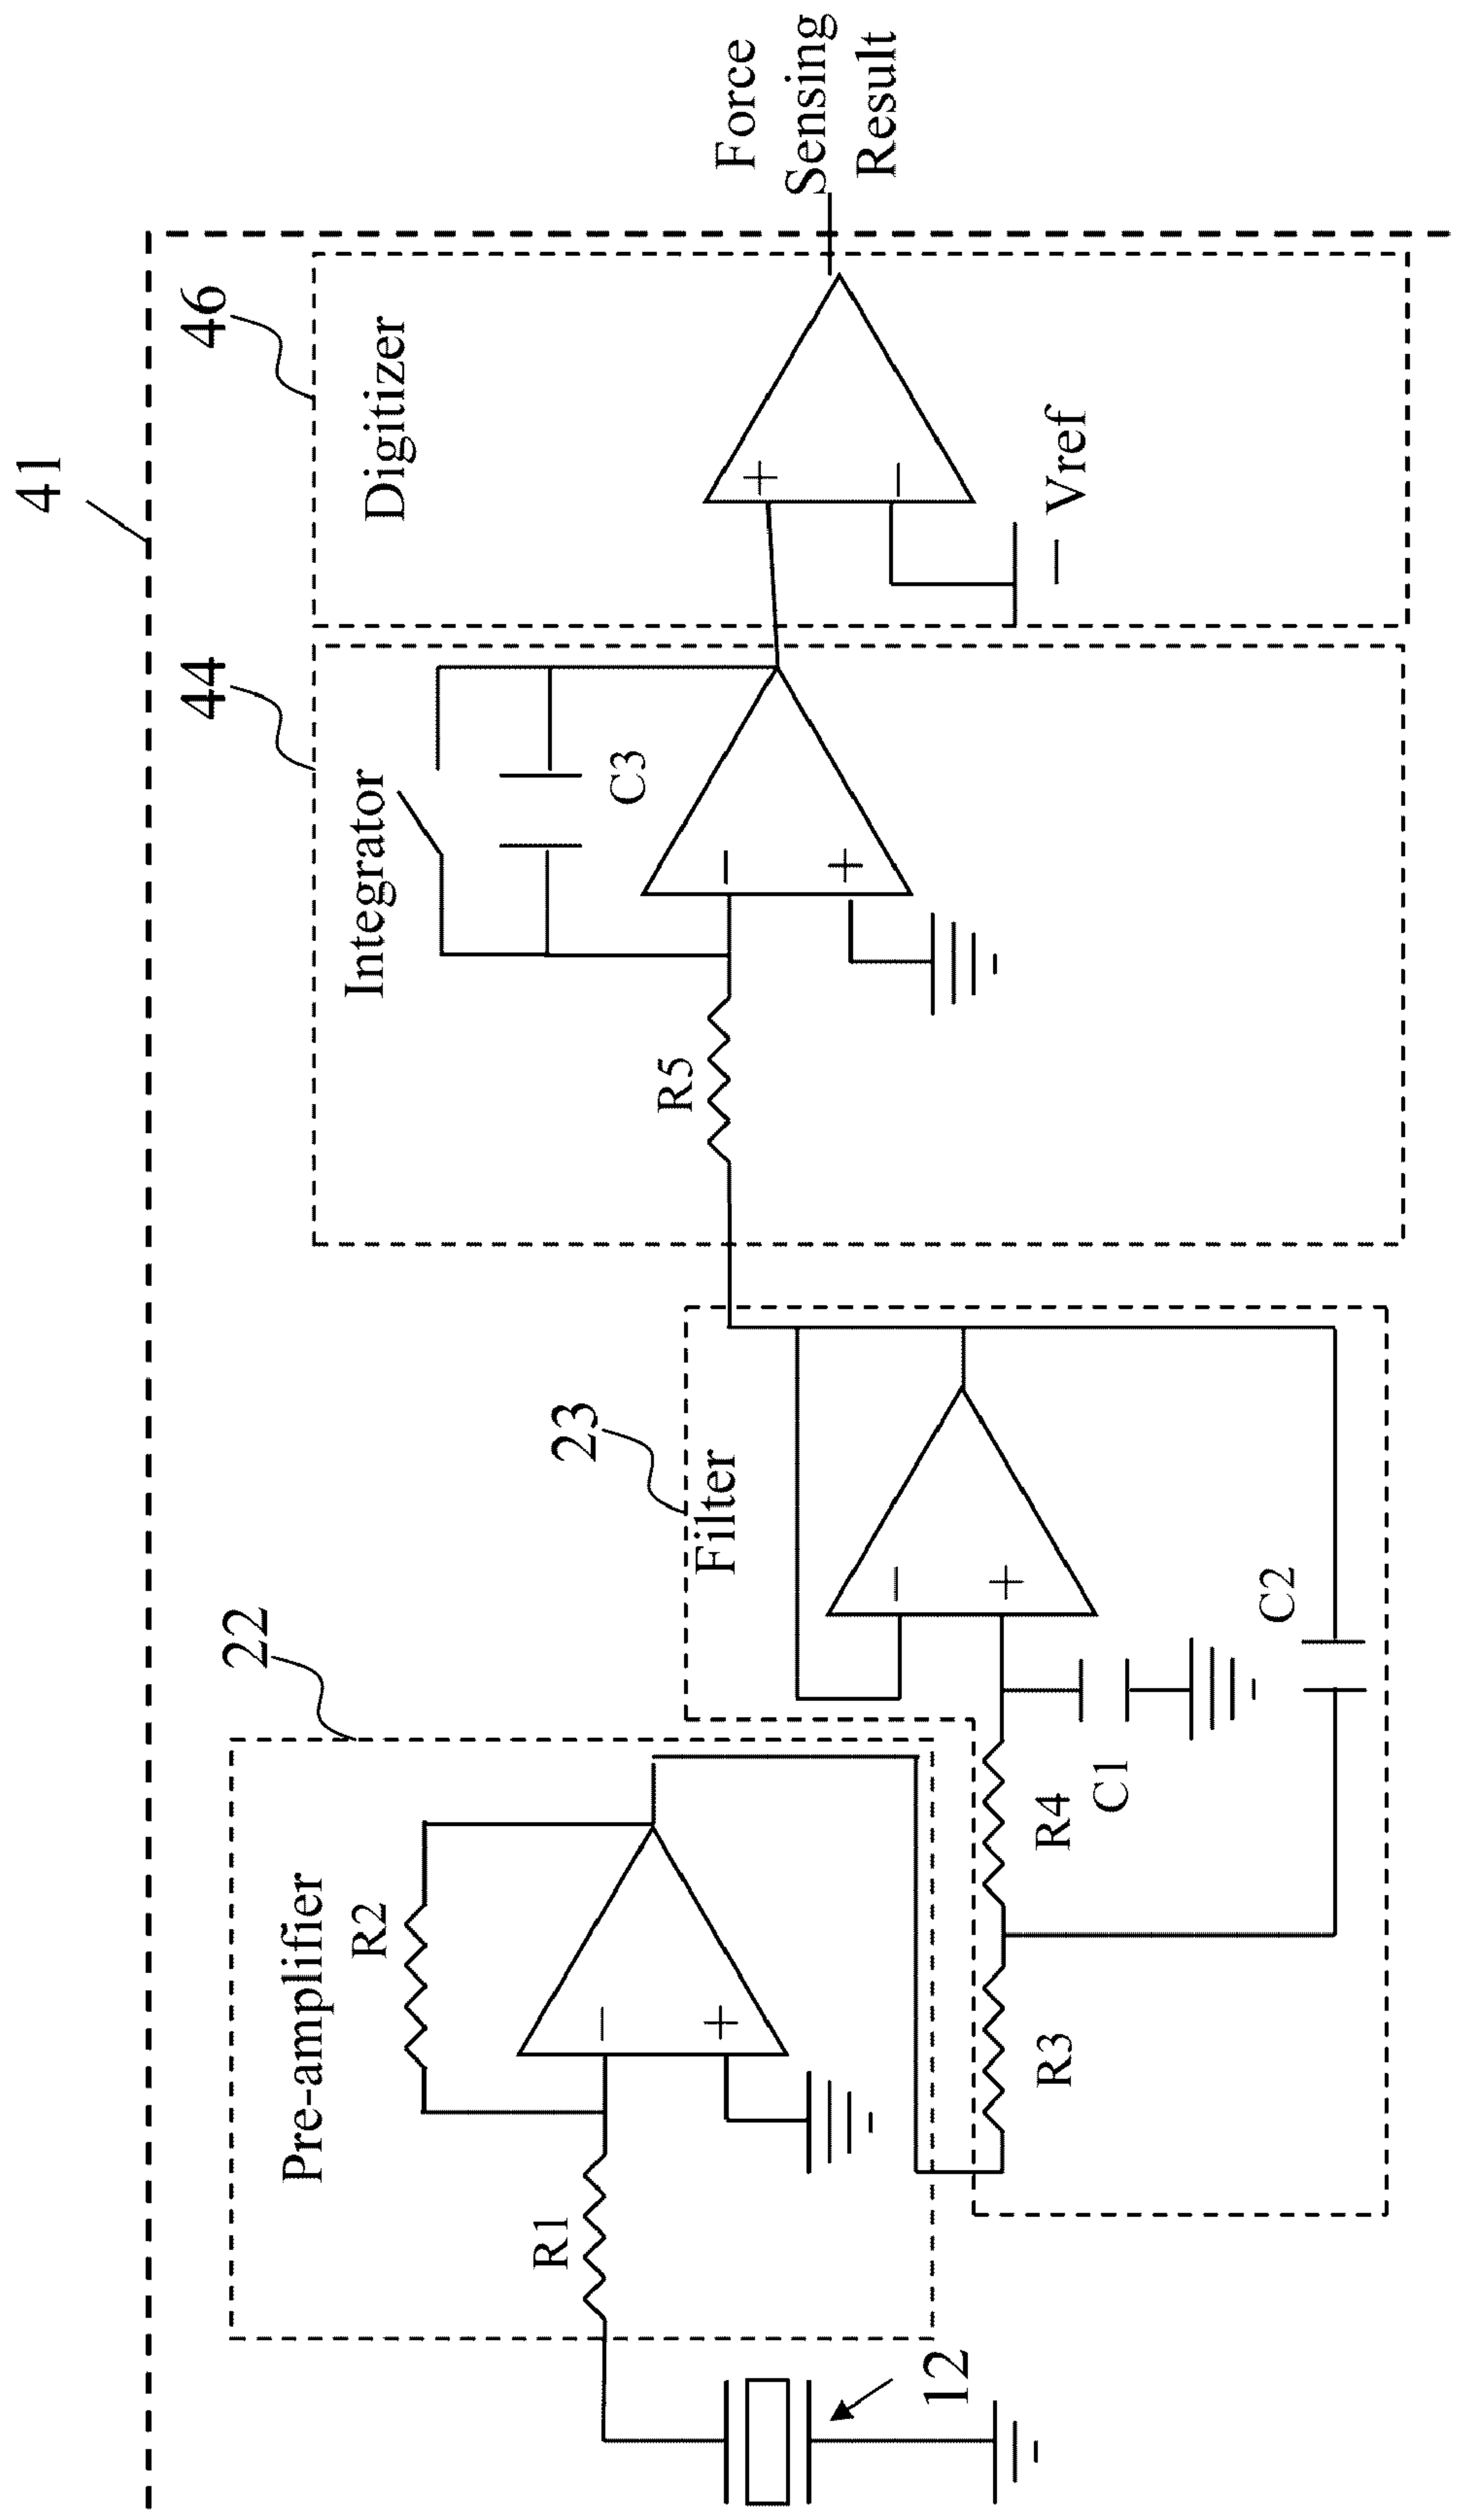 41
46
44
22
23
12
Pre-amplifier
R2
R1
−
+
Filter
R3
R4
C1
C2
−
+
Integrator
R5
C3
−
+
Digitizer
+
−
Vref
Force
Sensing
Result